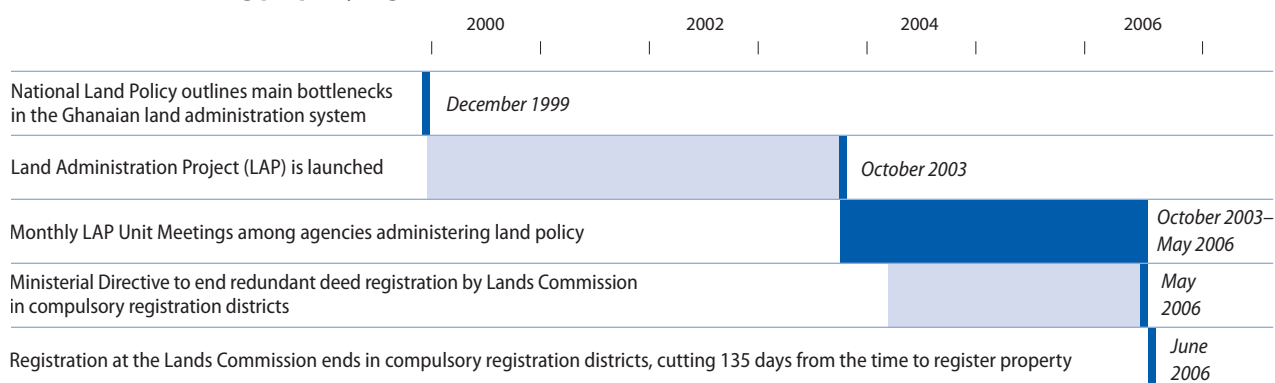 2000 2002 2004 2006
National Land Policy outlines main bottlenecks
in the Ghanaian land administration system
December 1999
Land Administration Project (LAP) is launched
October 2003
Monthly LAP Unit Meetings among agencies administering land policy
October 2003–
May 2006
Ministerial Directive to end redundant deed registration by Lands Commission
in compulsory registration districts
May
2006
Registration at the Lands Commission ends in compulsory registration districts, cutting 135 days from the time to register property
June
2006